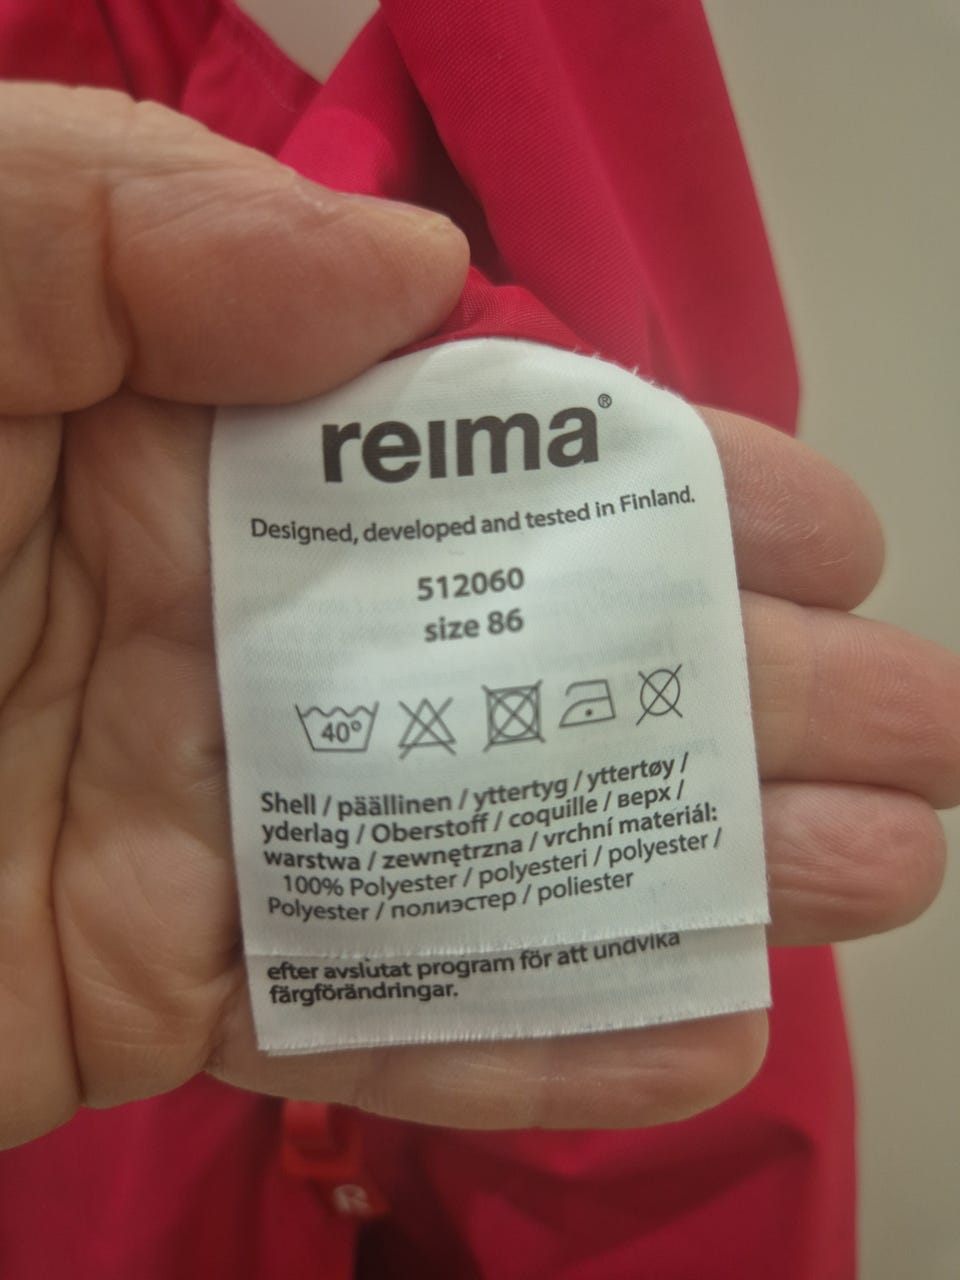 reima®
Designed, developed and tested in Finland.
512060
size 86
40°
Shell / päällinen / yttertyg / yttertøy /
yderlag / Oberstoff / coquille / верх /
warstwa / zewnętrzna / vrchní materiál:
100% Polyester / polyesteri / polyester /
Polyester / полиэстер / poliester
efter avslutat program för att undvika
färgförändringar.
R